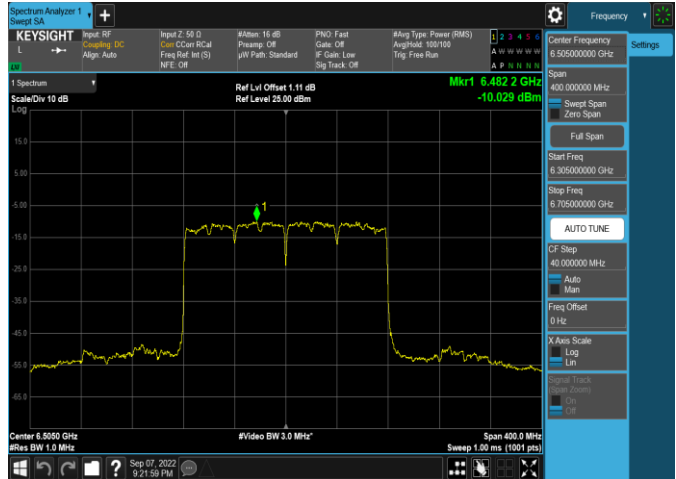 Spectrum Analyzer 1
Swept SA
Frequency
KEYSIGHT
L
Input: RF
Coupling: DC
Align: Auto
Input Z: 50 Ω
Corr CCorr RCal
Freq Ref: Int (S)
NFE: Off
#Atten: 16 dB
Preamp: Off
µW Path: Standard
PNO: Fast
Gate: Off
IF Gain: Low
Sig Track: Off
#Avg Type: Power (RMS)
Avg|Hold: 100/100
Trig: Free Run
1 2 3 4 5 6
A W W W W W
A P N N N N
1 Spectrum
Scale/Div 10 dB
Log
Ref Lvl Offset 1.11 dB
Ref Level 25.00 dBm
Mkr1 6.482 2 GHz
-10.029 dBm
15.0
5.00
-5.00
-15.0
-25.0
-35.0
-45.0
-55.0
-65.0
1
Center 6.5050 GHz
#Res BW 1.0 MHz
#Video BW 3.0 MHz*
Span 400.0 MHz
Sweep 1.00 ms (1001 pts)
Sep 07, 2022
9:21:59 PM
Settings
Center Frequency
6.505000000 GHz
Span
400.000000 MHz
Swept Span
Zero Span
Full Span
Start Freq
6.305000000 GHz
Stop Freq
6.705000000 GHz
AUTO TUNE
CF Step
40.000000 MHz
Auto
Man
Freq Offset
0 Hz
X Axis Scale
Log
Lin
Signal Track
(Span Zoom)
On
Off